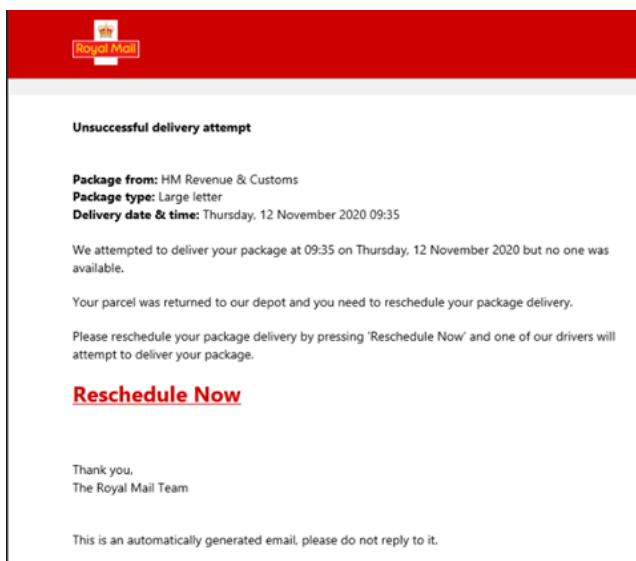 Royal Mail
Unsuccessful delivery attempt
Package from: HM Revenue & Customs
Package type: Large letter
Delivery date & time: Thursday, 12 November 2020 09:35
We attempted to deliver your package at 09:35 on Thursday, 12 November 2020 but no one was
available.
Your parcel was returned to our depot and you need to reschedule your package delivery.
Please reschedule your package delivery by pressing 'Reschedule Now' and one of our drivers will
attempt to deliver your package.
Reschedule Now
Thank you,
The Royal Mail Team
This is an automatically generated email, please do not reply to it.